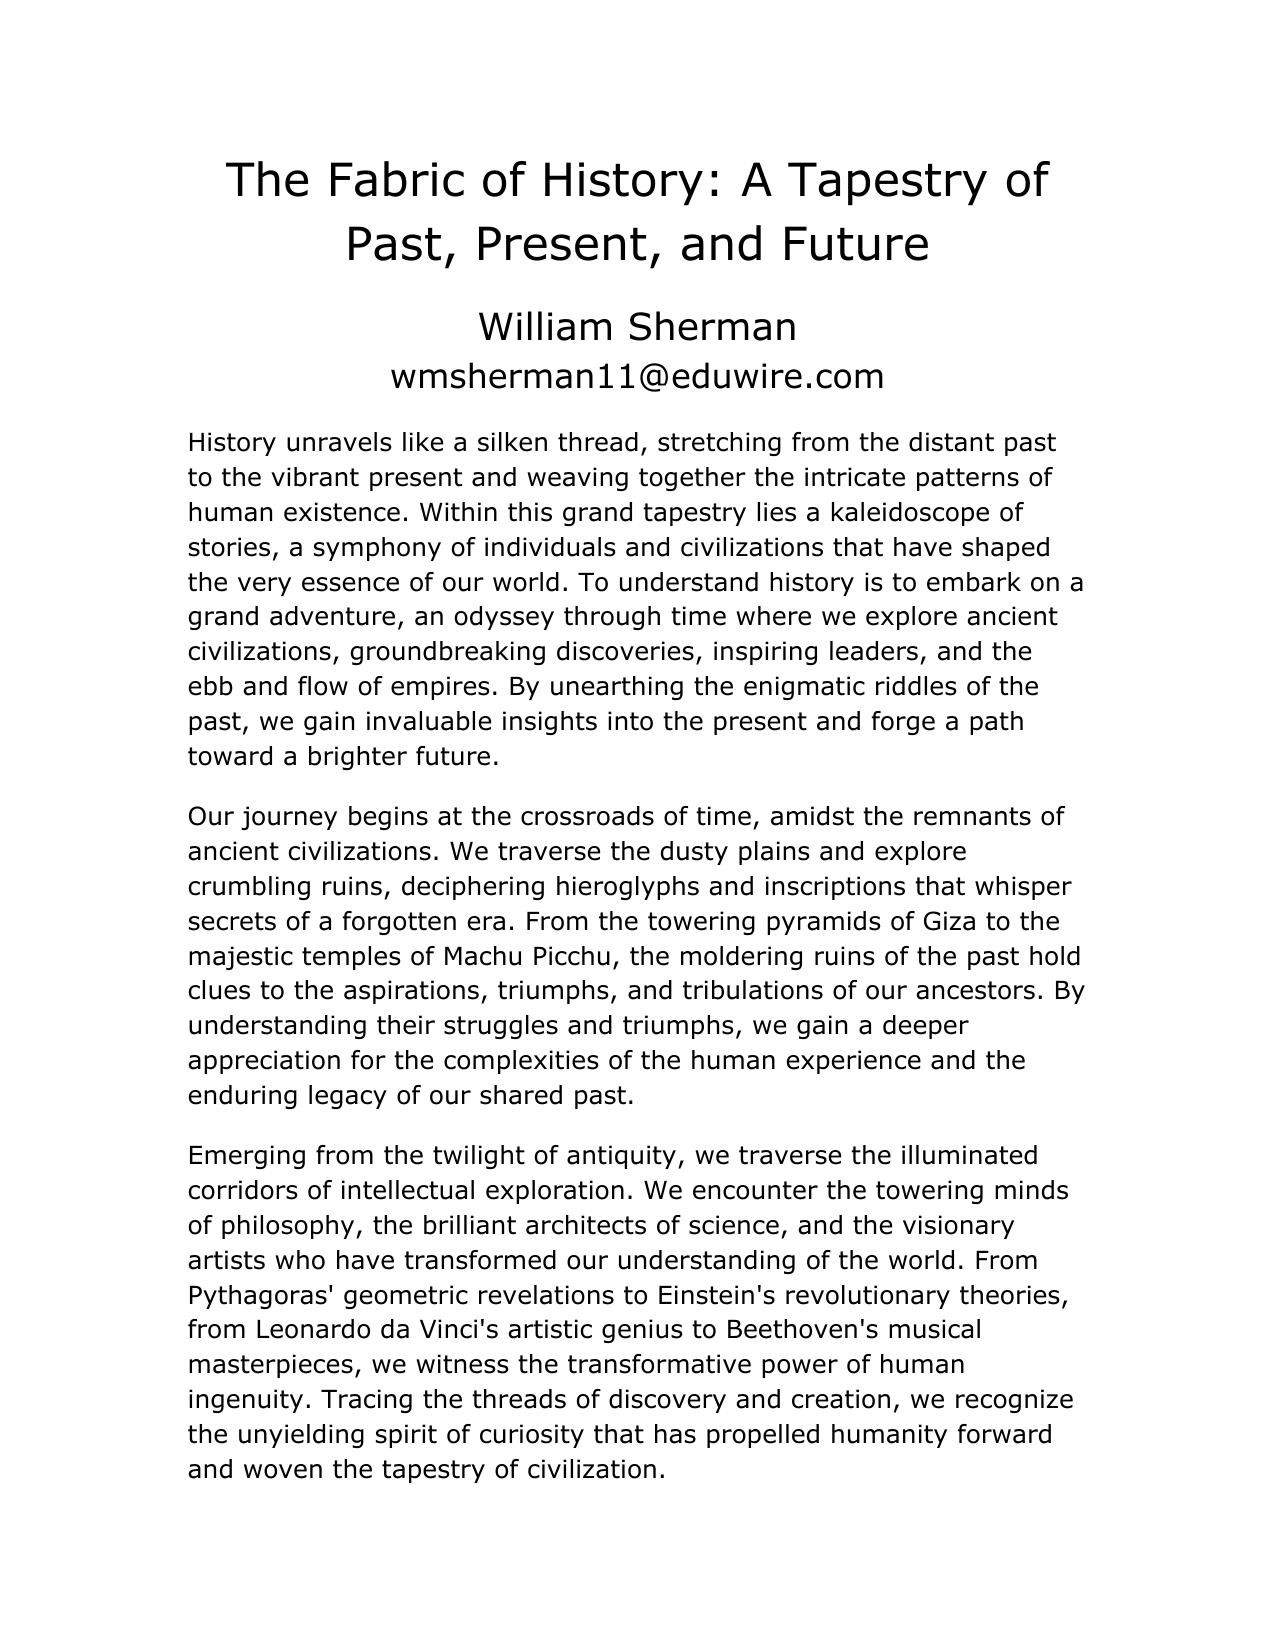 The Fabric of History: A Tapestry of
Past, Present, and Future
William Sherman
wmsherman11@eduwire.com
History unravels like a silken thread, stretching from the distant past
to the vibrant present and weaving together the intricate patterns of
human existence. Within this grand tapestry lies a kaleidoscope of
stories, a symphony of individuals and civilizations that have shaped
the very essence of our world. To understand history is to embark on a
grand adventure, an odyssey through time where we explore ancient
civilizations, groundbreaking discoveries, inspiring leaders, and the
ebb and flow of empires. By unearthing the enigmatic riddles of the
past, we gain invaluable insights into the present and forge a path
toward a brighter future.
Our journey begins at the crossroads of time, amidst the remnants of
ancient civilizations. We traverse the dusty plains and explore
crumbling ruins, deciphering hieroglyphs and inscriptions that whisper
secrets of a forgotten era. From the towering pyramids of Giza to the
majestic temples of Machu Picchu, the moldering ruins of the past hold
clues to the aspirations, triumphs, and tribulations of our ancestors. By
understanding their struggles and triumphs, we gain a deeper
appreciation for the complexities of the human experience and the
enduring legacy of our shared past.
Emerging from the twilight of antiquity, we traverse the illuminated
corridors of intellectual exploration. We encounter the towering minds
of philosophy, the brilliant architects of science, and the visionary
artists who have transformed our understanding of the world. From
Pythagoras' geometric revelations to Einstein's revolutionary theories,
from Leonardo da Vinci's artistic genius to Beethoven's musical
masterpieces, we witness the transformative power of human
ingenuity. Tracing the threads of discovery and creation, we recognize
the unyielding spirit of curiosity that has propelled humanity forward
and woven the tapestry of civilization.